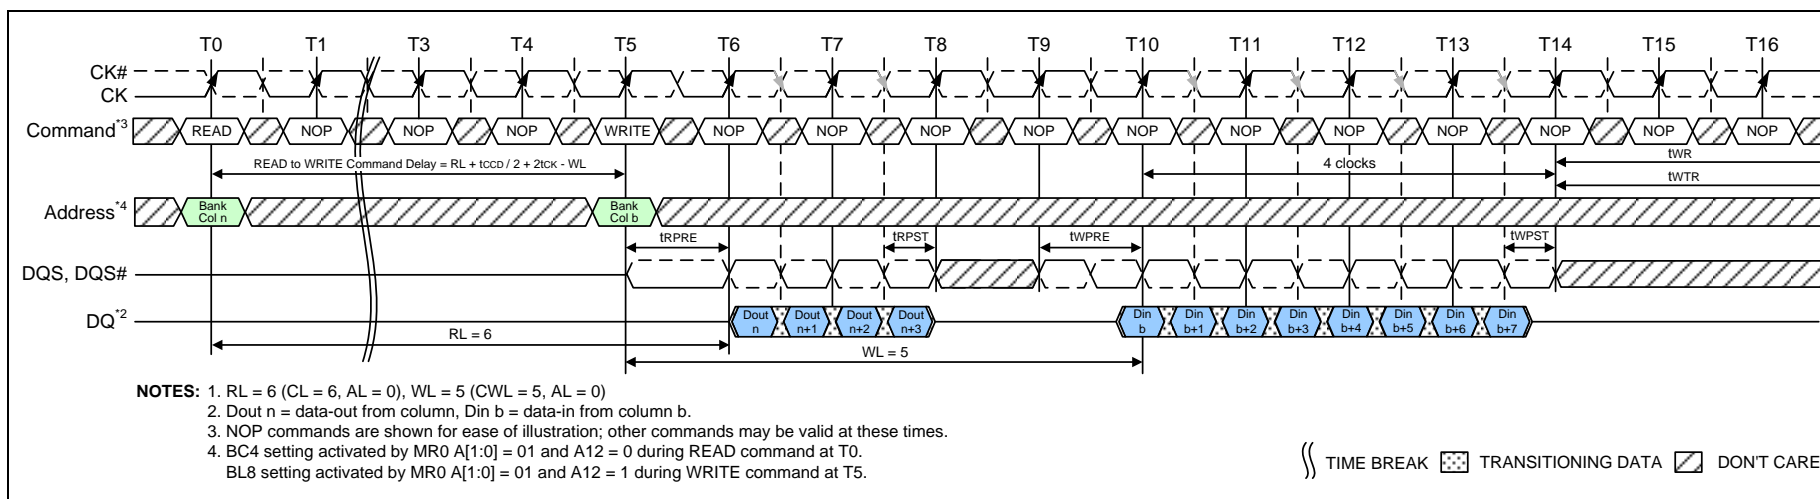 T0 T1 T3 T4 T5 T6 T7 T8 T9 T10 T11 T12 T13 T14 T15 T16
CK#
CK
Command*3 READ NOP NOP NOP WRITE NOP NOP NOP NOP NOP NOP NOP NOP NOP NOP NOP
READ to WRITE Command Delay = RL + tCCD / 2 + 2tCK - WL 4 clocks tWR
tWTR
Address*4 Bank Col n Bank Col b
tRPRE tRPST tWPRE tWPST
DQS, DQS#
DQ*2 Dout n Dout n+1 Dout n+2 Dout n+3 Din b Din b+1 Din b+2 Din b+3 Din b+4 Din b+5 Din b+6 Din b+7
RL = 6
WL = 5
NOTES: 1. RL = 6 (CL = 6, AL = 0), WL = 5 (CWL = 5, AL = 0)
2. Dout n = data-out from column, Din b = data-in from column b.
3. NOP commands are shown for ease of illustration; other commands may be valid at these times.
4. BC4 setting activated by MR0 A[1:0] = 01 and A12 = 0 during READ command at T0.
BL8 setting activated by MR0 A[1:0] = 01 and A12 = 1 during WRITE command at T5.
TIME BREAK TRANSITIONING DATA DON'T CARE